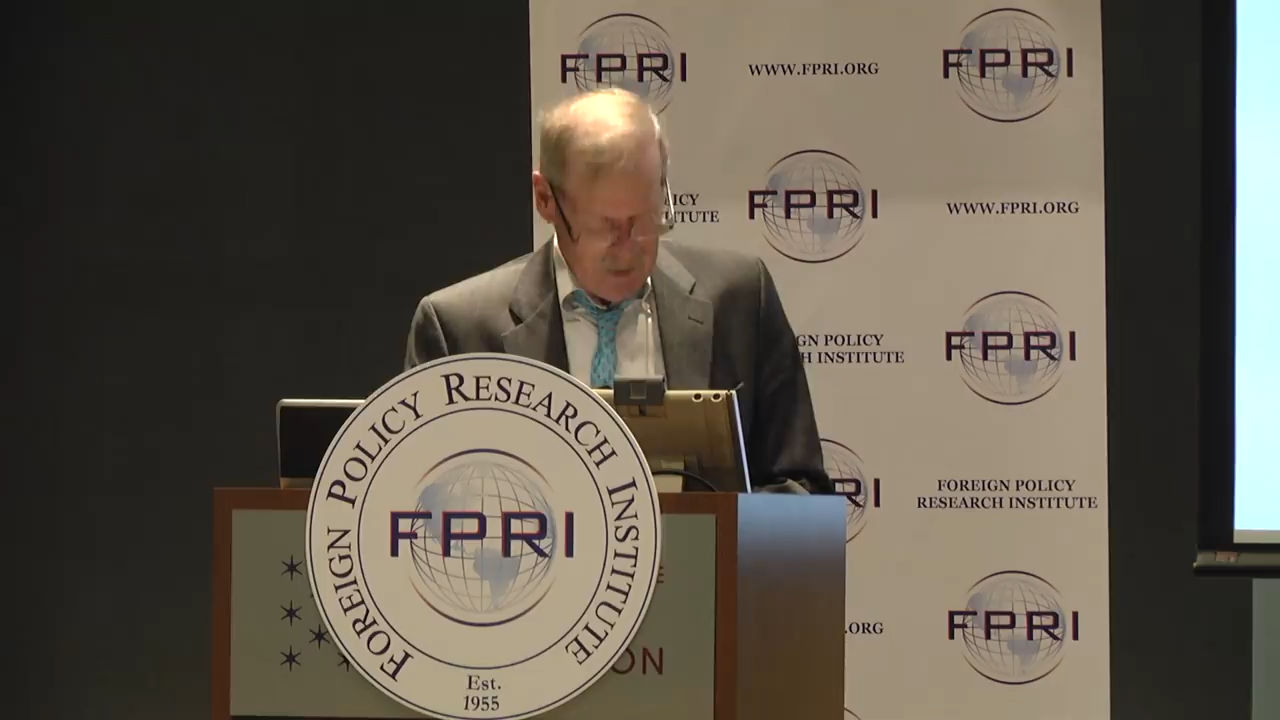 FPRI
WWW.FPRI.ORG
FPRI
FPRI
WWW.FPRI.ORG
FPRI
FOREIGN POLICY
RESEARCH INSTITUTE
FPRI
FOREIGN POLICY RESEARCH INSTITUTE
FPRI
Est.
1955